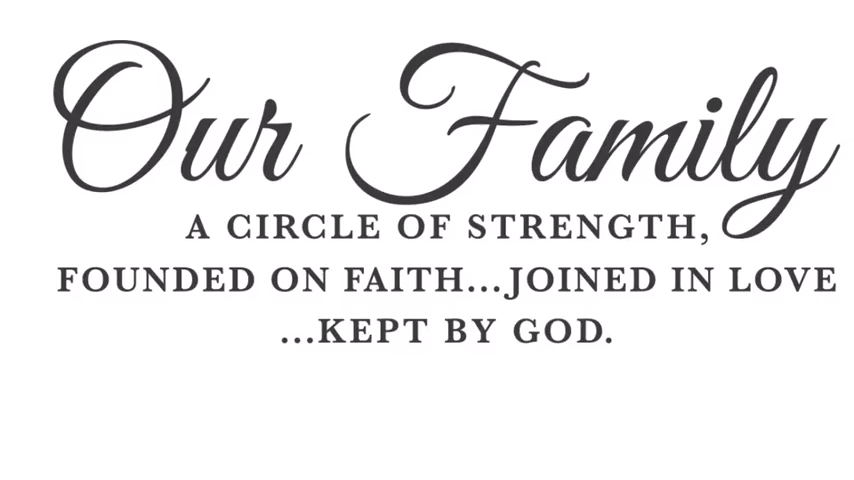 Our Family
A CIRCLE OF STRENGTH,
FOUNDED ON FAITH...JOINED IN LOVE
...KEPT BY GOD.